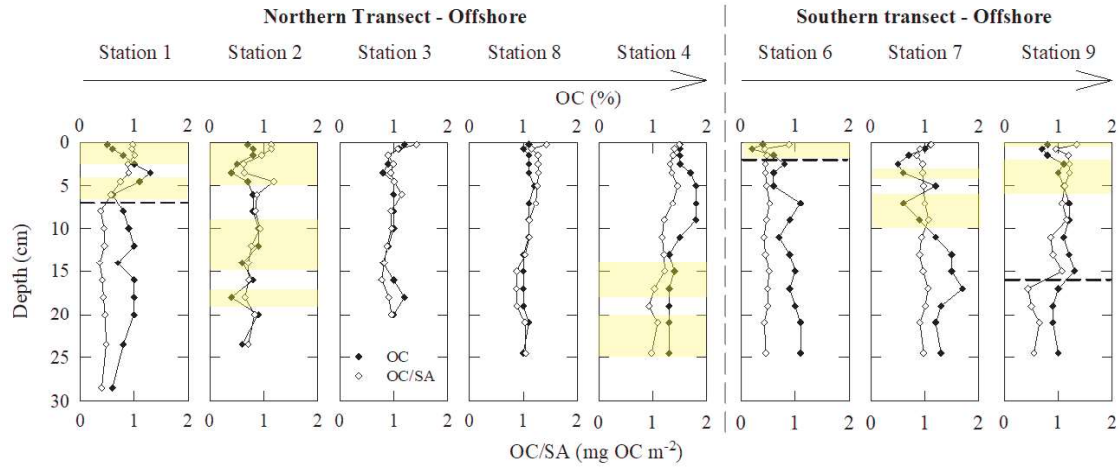 Northern Transect - Offshore Southern transect - Offshore
Station 1 Station 2 Station 3 Station 8 Station 4 Station 6 Station 7 Station 9
OC (%)
0 1 2 0 1 2 0 1 2 0 1 2 0 1 2 0 1 2 0 1 2 0 1 2
0
5
10
15
20
25
30
Depth (cm)
OC
OC/SA
0 1 2 0 1 2 0 1 2 0 1 2 0 1 2 0 1 2 0 1 2 0 1 2
OC/SA (mg OC m⁻²)